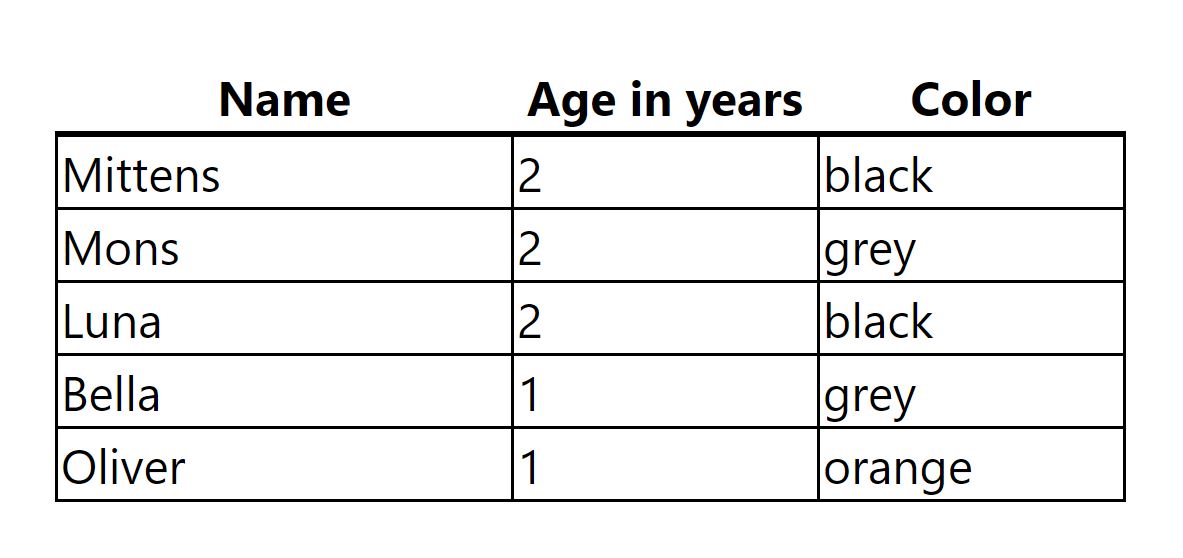 Name Age in years Color
Mittens 2 black
Mons 2 grey
Luna 2 black
Bella 1 grey
Oliver 1 orange